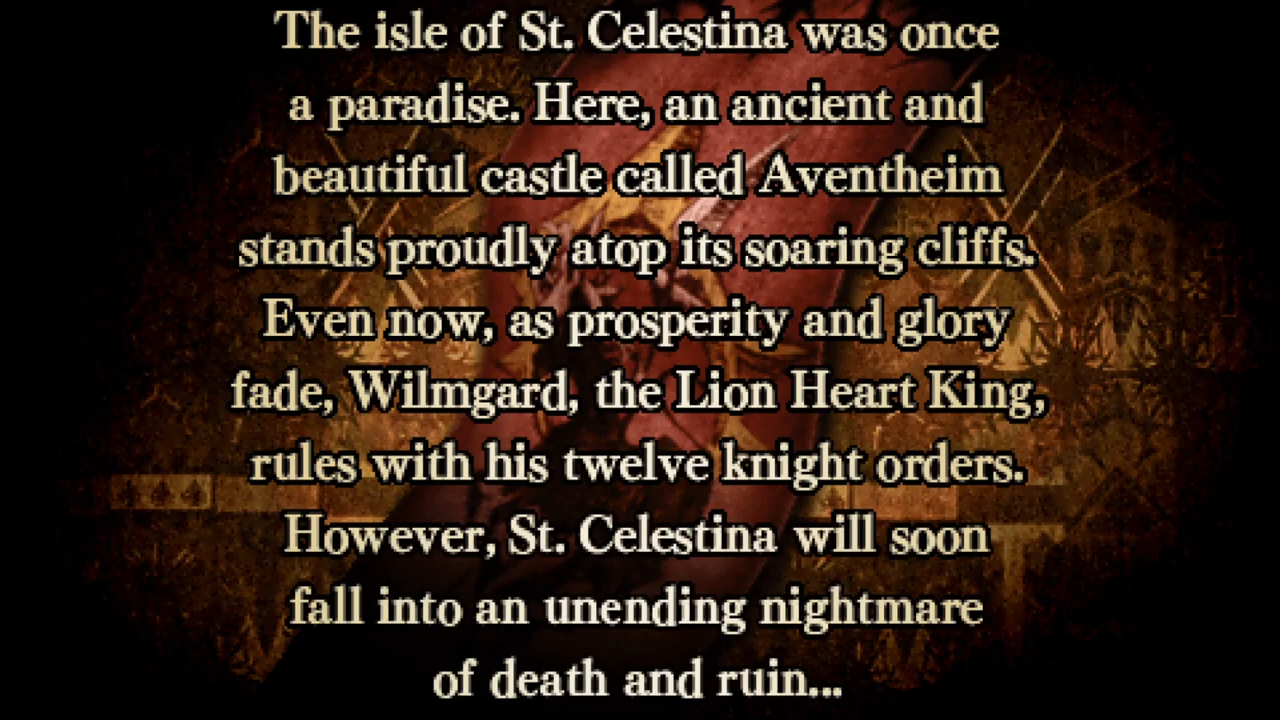 The isle of St. Celestina was once
a paradise. Here, an ancient and
beautiful castle called Aventheim
stands proudly atop its soaring cliffs.
Even now, as prosperity and glory
fade, Wilmgard, the Lion Heart King,
rules with his twelve knight orders.
However, St. Celestina will soon
fall into an unending nightmare
of death and ruin...